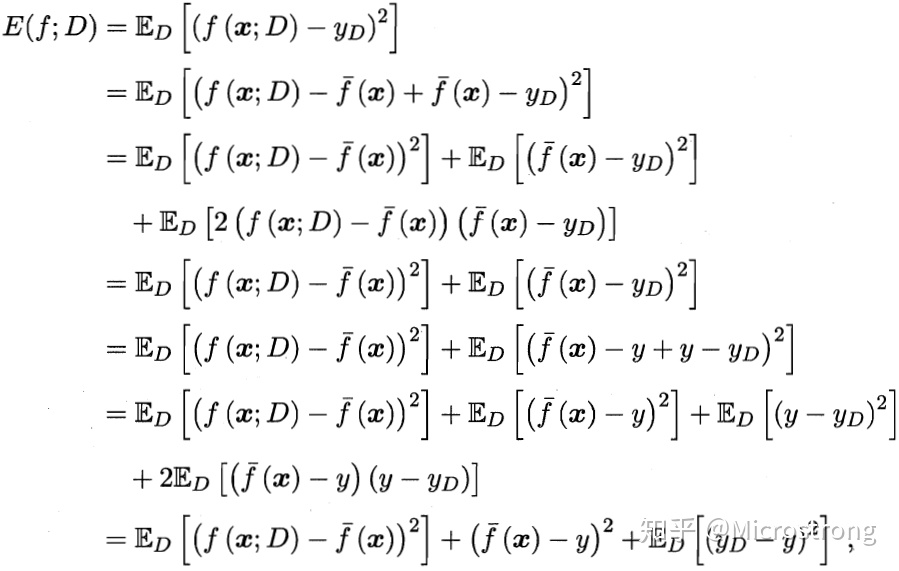 E(f; D) = 𝔼_D [(f (𝒙; D) − y_D)²]
= 𝔼_D [(f (𝒙; D) − f̄ (𝒙) + f̄ (𝒙) − y_D)²]
= 𝔼_D [(f (𝒙; D) − f̄ (𝒙))²] + 𝔼_D [(f̄ (𝒙) − y_D)²]
+ 𝔼_D [2 (f (𝒙; D) − f̄ (𝒙)) (f̄ (𝒙) − y_D)]
= 𝔼_D [(f (𝒙; D) − f̄ (𝒙))²] + 𝔼_D [(f̄ (𝒙) − y_D)²]
= 𝔼_D [(f (𝒙; D) − f̄ (𝒙))²] + 𝔼_D [(f̄ (𝒙) − y + y − y_D)²]
= 𝔼_D [(f (𝒙; D) − f̄ (𝒙))²] + 𝔼_D [(f̄ (𝒙) − y)²] + 𝔼_D [(y − y_D)²]
+ 2𝔼_D [(f̄ (𝒙) − y) (y − y_D)]
= 𝔼_D [(f (𝒙; D) − f̄ (𝒙))²] + (f̄ (𝒙) − y)² + 𝔼_D [(y_D − y)²] ,
知乎 @Microstrong